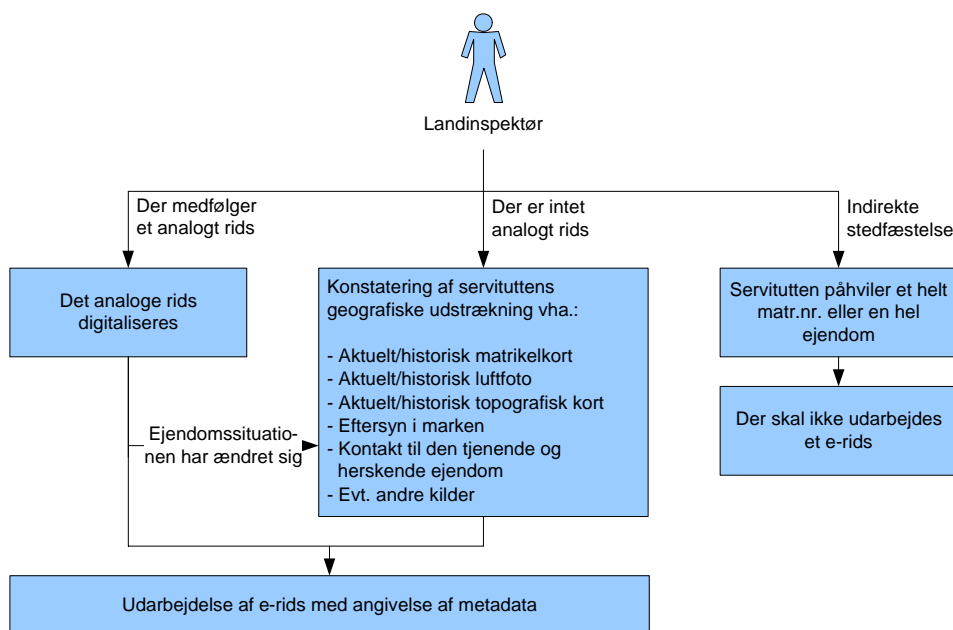 Landinspektør
Der medfølger
et analogt rids
Der er intet
analogt rids
Indirekte
stedfæstelse
Det analoge rids
digitaliseres
Konstatering af servituttens
geografiske udstrækning vha.:
- Aktuelt/historisk matrikelkort
- Aktuelt/historisk luftfoto
- Aktuelt/historisk topografisk kort
- Eftersyn i marken
- Kontakt til den tjenende og
herskende ejendom
- Evt. andre kilder
Servitutten påhviler et helt
matr.nr. eller en hel
ejendom
Der skal ikke udarbejdes
et e-rids
Ejendomssituatio-
nen har ændret sig
Udarbejdelse af e-rids med angivelse af metadata